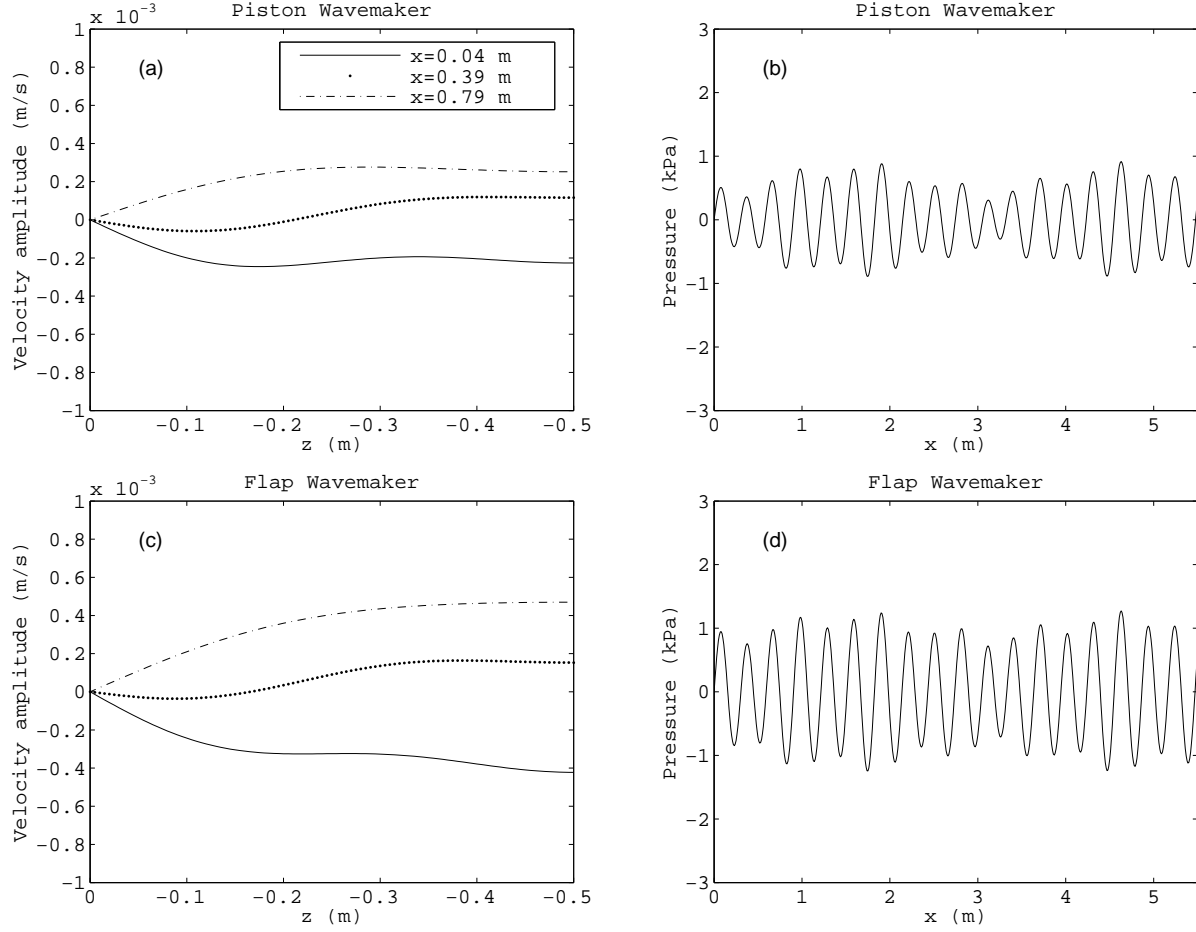 Piston Wavemaker
x 10⁻³
1
0.8
0.6
0.4
0.2
0
−0.2
−0.4
−0.6
−0.8
−1
Velocity amplitude (m/s)
(a)
x=0.04 m
x=0.39 m
x=0.79 m
0 −0.1 −0.2 −0.3 −0.4 −0.5
z (m)
Piston Wavemaker
3
2
1
0
−1
−2
−3
Pressure (kPa)
(b)
0 1 2 3 4 5
x (m)
Flap Wavemaker
x 10⁻³
1
0.8
0.6
0.4
0.2
0
−0.2
−0.4
−0.6
−0.8
−1
Velocity amplitude (m/s)
(c)
0 −0.1 −0.2 −0.3 −0.4 −0.5
z (m)
Flap Wavemaker
3
2
1
0
−1
−2
−3
Pressure (kPa)
(d)
0 1 2 3 4 5
x (m)